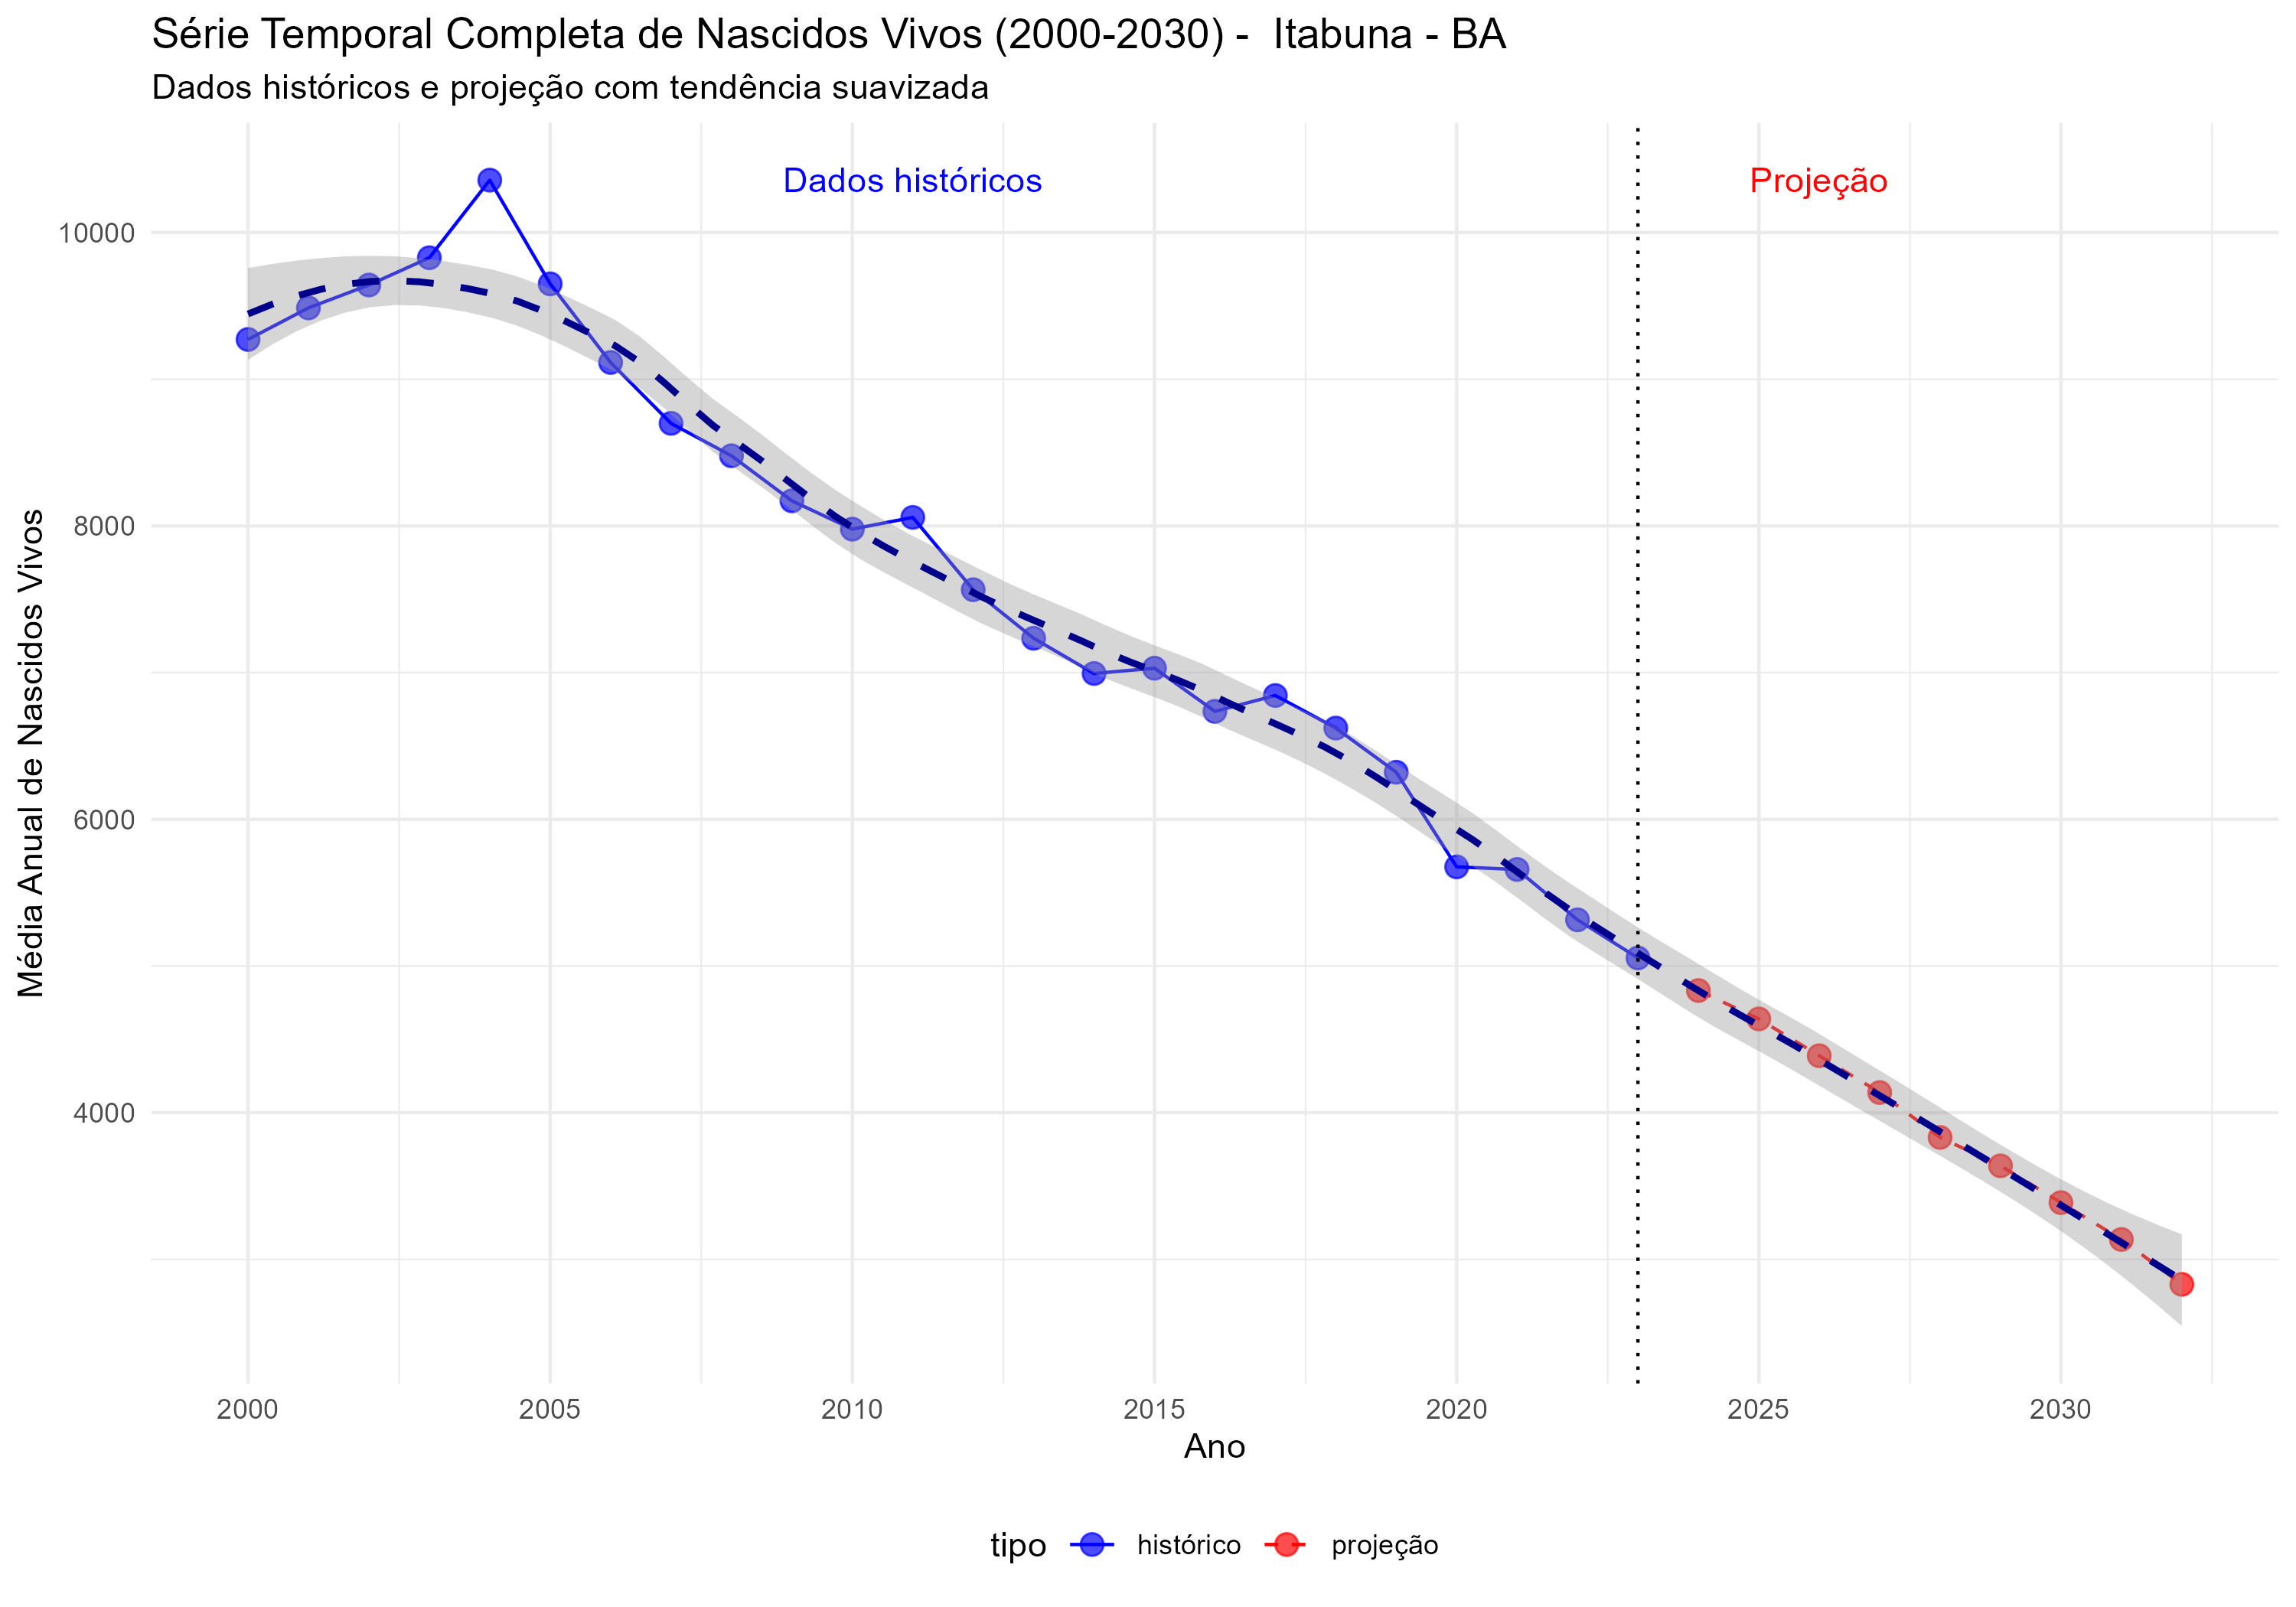 Série Temporal Completa de Nascidos Vivos (2000-2030) -  Itabuna - BA
Dados históricos e projeção com tendência suavizada
Dados históricos
Projeção
Média Anual de Nascidos Vivos
10000
8000
6000
4000
2000 2005 2010 2015 2020 2025 2030
Ano
tipo histórico projeção